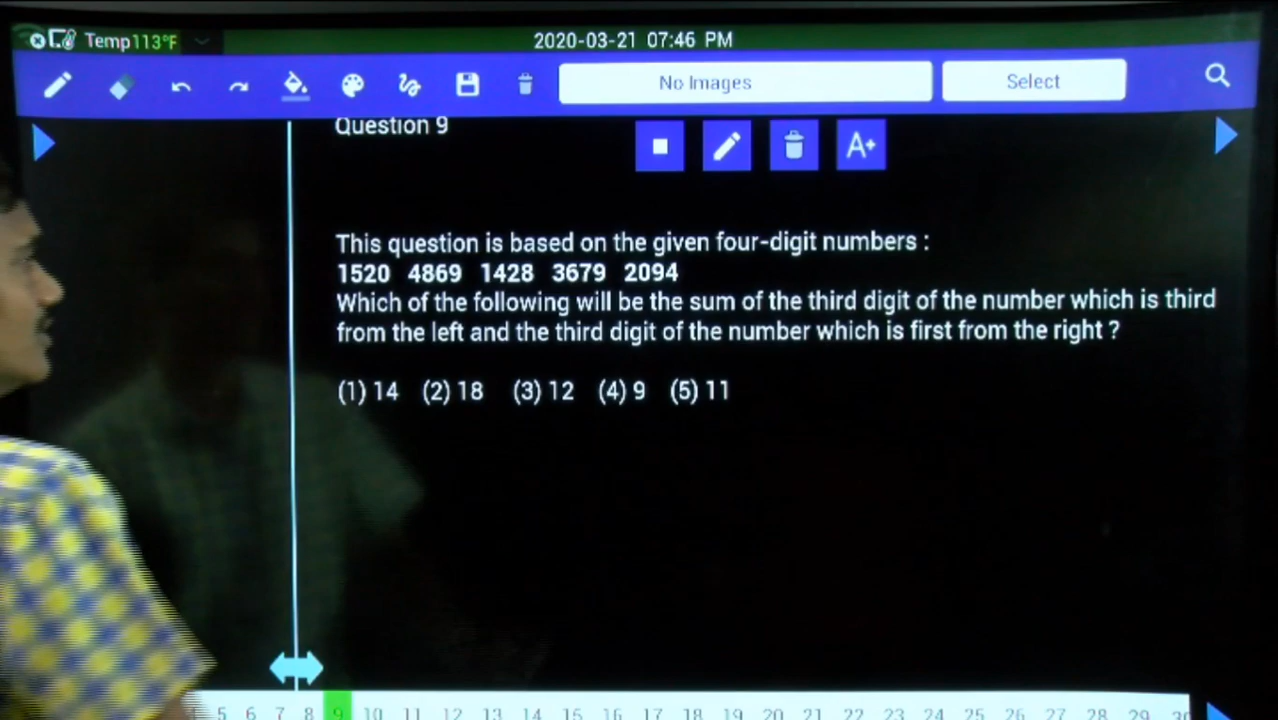 Temp113°F
2020-03-21 07:46 PM
No Images
Select
Question 9
A+
This question is based on the given four-digit numbers :
1520 4869 1428 3679 2094
Which of the following will be the sum of the third digit of the number which is third
from the left and the third digit of the number which is first from the right ?
(1) 14 (2) 18 (3) 12 (4) 9 (5) 11
5 6 7 8 9 10 11 12 13 14 15 16 17 18 19 20 21 22 23 24 25 26 27 28 29